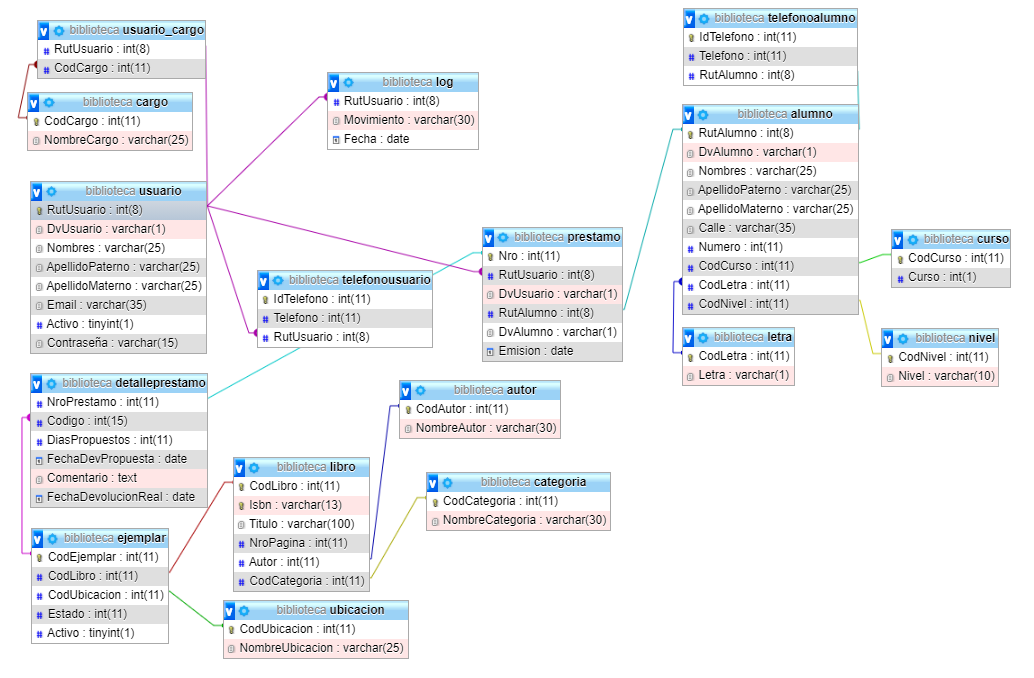 biblioteca usuario_cargo
RutUsuario : int(8)
CodCargo : int(11)
biblioteca cargo
CodCargo : int(11)
NombreCargo : varchar(25)
biblioteca usuario
RutUsuario : int(8)
DvUsuario : varchar(1)
Nombres : varchar(25)
ApellidoPaterno : varchar(25)
ApellidoMaterno : varchar(25)
Email : varchar(35)
Activo : tinyint(1)
Contraseña : varchar(15)
biblioteca log
RutUsuario : int(8)
Movimiento : varchar(30)
Fecha : date
biblioteca telefonousuario
IdTelefono : int(11)
Telefono : int(11)
RutUsuario : int(8)
biblioteca prestamo
Nro : int(11)
RutUsuario : int(8)
DvUsuario : varchar(1)
RutAlumno : int(8)
DvAlumno : varchar(1)
Emision : date
biblioteca telefonoalumno
IdTelefono : int(11)
Telefono : int(11)
RutAlumno : int(8)
biblioteca alumno
RutAlumno : int(8)
DvAlumno : varchar(1)
Nombres : varchar(25)
ApellidoPaterno : varchar(25)
ApellidoMaterno : varchar(25)
Calle : varchar(35)
Numero : int(11)
CodCurso : int(11)
CodLetra : int(11)
CodNivel : int(11)
biblioteca curso
CodCurso : int(11)
Curso : int(1)
biblioteca letra
CodLetra : int(11)
Letra : varchar(1)
biblioteca nivel
CodNivel : int(11)
Nivel : varchar(10)
biblioteca detalleprestamo
NroPrestamo : int(11)
Codigo : int(15)
DiasPropuestos : int(11)
FechaDevPropuesta : date
Comentario : text
FechaDevolucionReal : date
biblioteca autor
CodAutor : int(11)
NombreAutor : varchar(30)
biblioteca libro
CodLibro : int(11)
Isbn : varchar(13)
Titulo : varchar(100)
NroPagina : int(11)
Autor : int(11)
CodCategoria : int(11)
biblioteca categoria
CodCategoria : int(11)
NombreCategoria : varchar(30)
biblioteca ejemplar
CodEjemplar : int(11)
CodLibro : int(11)
CodUbicacion : int(11)
Estado : int(11)
Activo : tinyint(1)
biblioteca ubicacion
CodUbicacion : int(11)
NombreUbicacion : varchar(25)